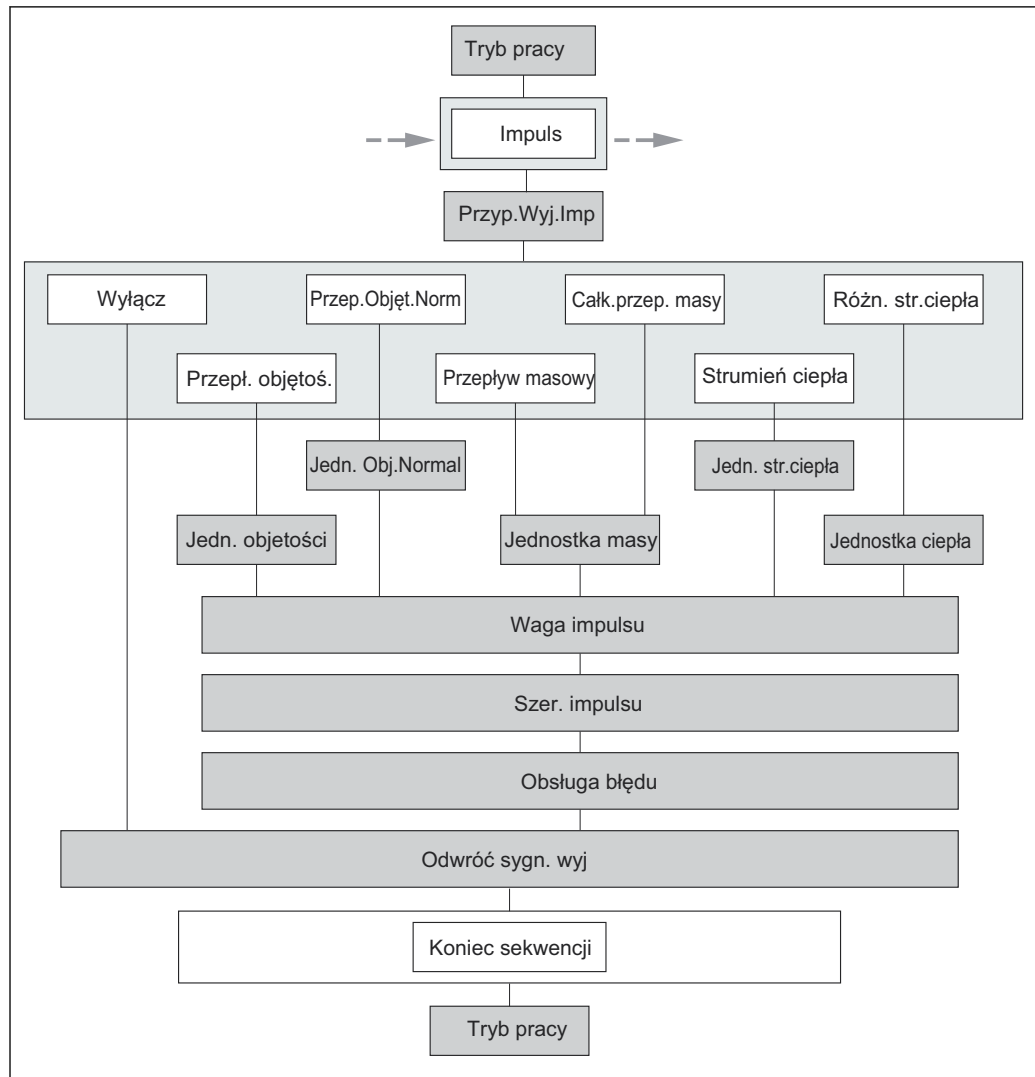 Tryb pracy
Impuls
Przyp.Wyj.Imp
Wyłącz
Przep.Objęt.Norm
Całk.przep. masy
Różn. str.ciepła
Przepł. objętoś.
Przepływ masowy
Strumień ciepła
Jedn. Obj.Normal
Jedn. str.ciepła
Jedn. objetości
Jednostka masy
Jednostka ciepła
Waga impulsu
Szer. impulsu
Obsługa błędu
Odwróć sygn. wyj
Koniec sekwencji
Tryb pracy